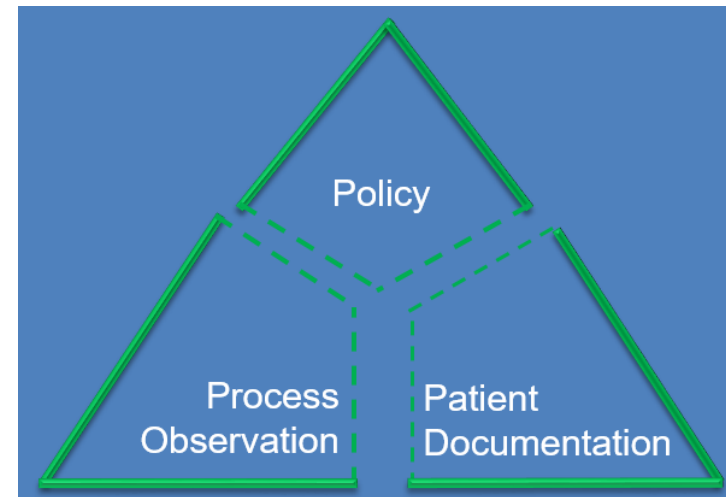 Policy
Process
Observation
Patient
Documentation